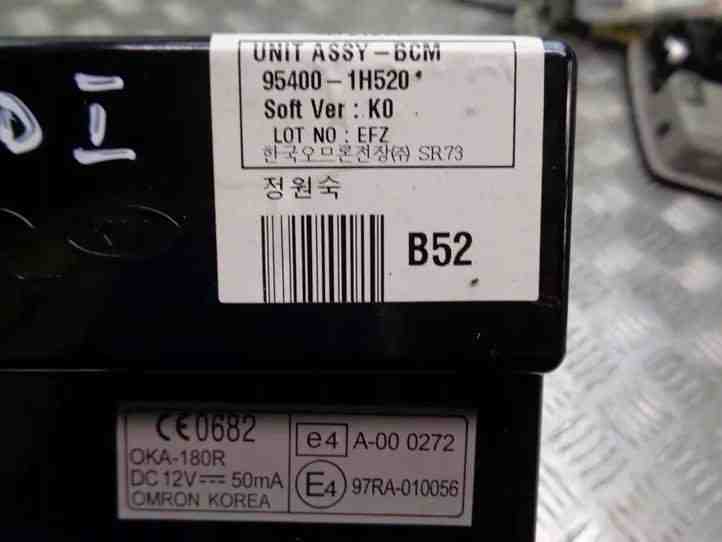 UNIT ASSY-BCM
95400-1H520
Soft Ver : K0
LOT NO : EFZ
한국오므론전장㈜ SR73
정원숙
B52
CE0682
OKA-180R
DC 12V⎓ 50mA
OMRON KOREA
e4 A-00 0272
E4 97RA-010056